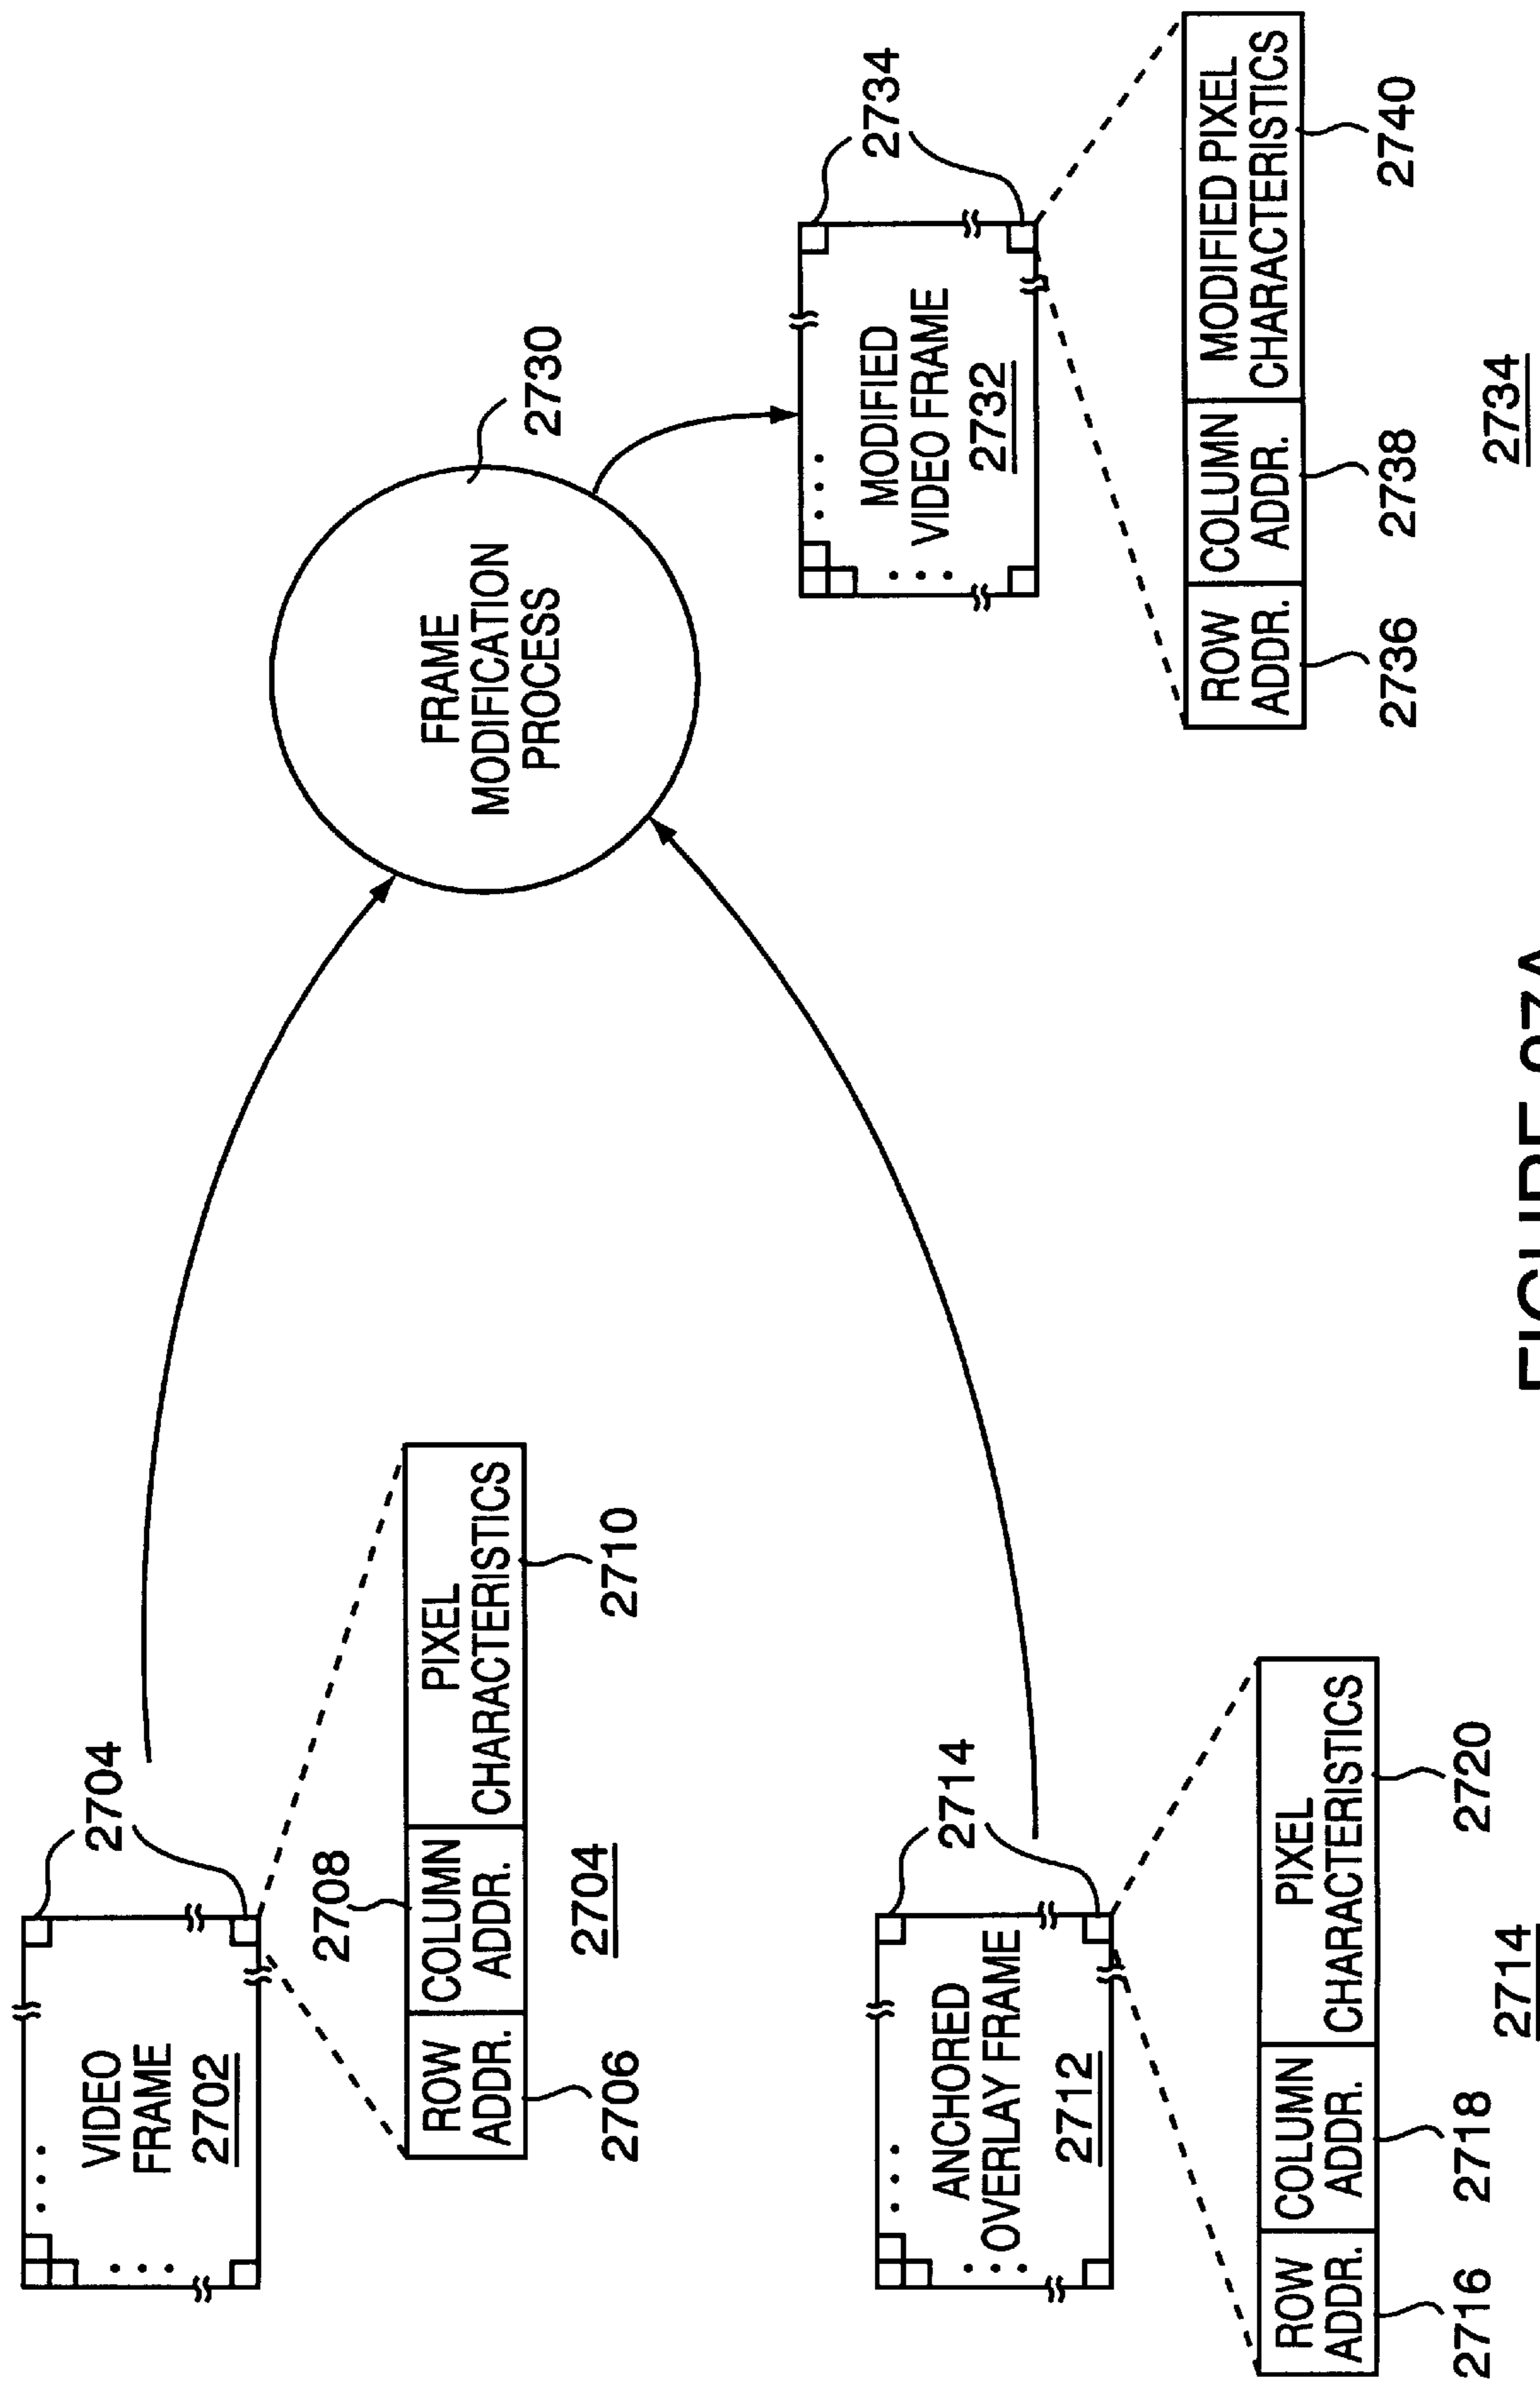 2704
VIDEO
FRAME
2702
2708
ROW
ADDR.
COLUMN
ADDR.
PIXEL
CHARACTERISTICS
2706
2704
2710
FRAME
MODIFICATION
PROCESS
2730
2714
ANCHORED
OVERLAY FRAME
2712
ROW
ADDR.
COLUMN
ADDR.
PIXEL
CHARACTERISTICS
2716
2718
2720
2714
2734
MODIFIED
VIDEO FRAME
2732
ROW
ADDR.
COLUMN
ADDR.
MODIFIED PIXEL
CHARACTERISTICS
2736
2738
2740
2734
FIGURE 27A